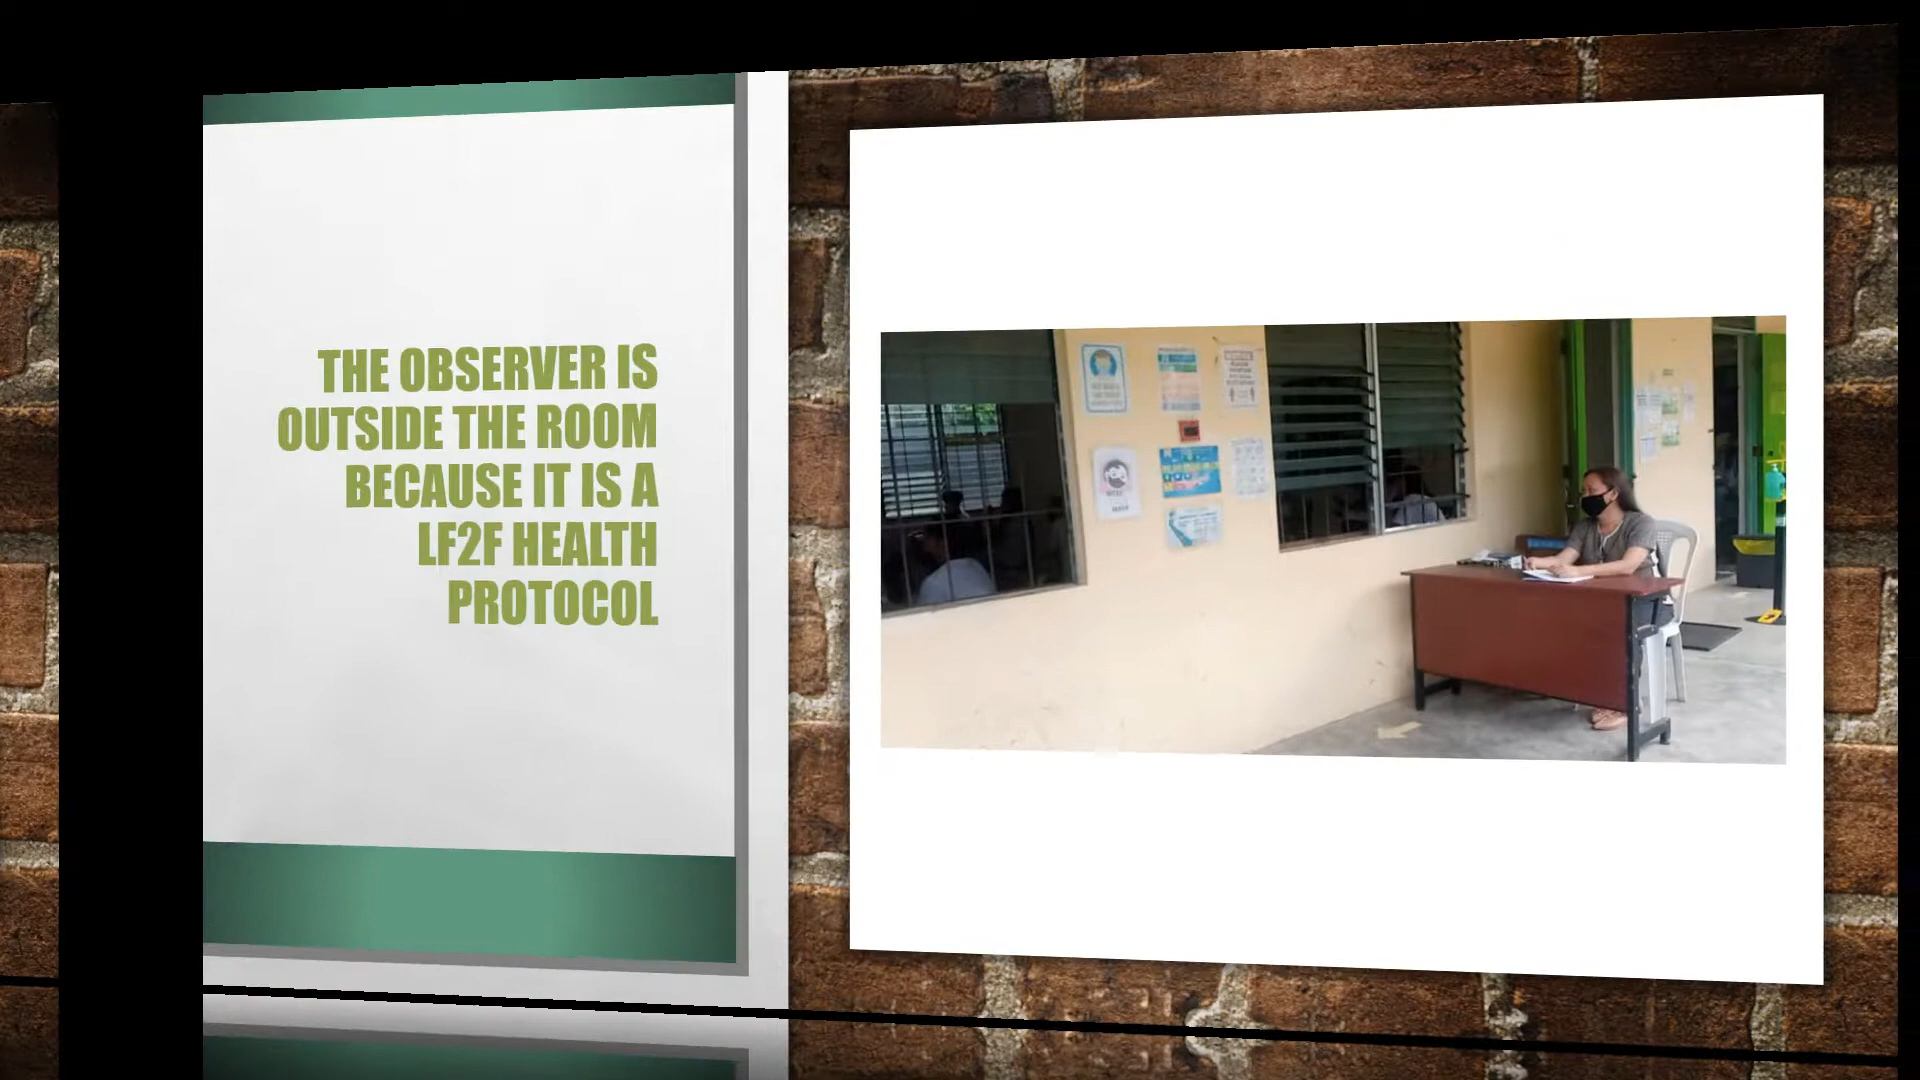 THE OBSERVER IS
OUTSIDE THE ROOM
BECAUSE IT IS A
LF2F HEALTH
PROTOCOL